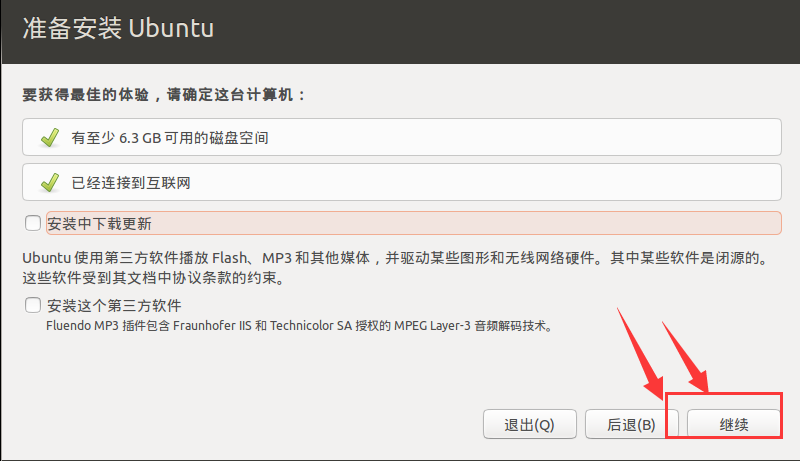 准备安装 Ubuntu
要获得最佳的体验，请确定这台计算机：
有至少 6.3 GB 可用的磁盘空间
已经连接到互联网
安装中下载更新
Ubuntu 使用第三方软件播放 Flash、MP3 和其他媒体，并驱动某些图形和无线网络硬件。其中某些软件是闭源的。
这些软件受到其文档中协议条款的约束。
安装这个第三方软件
Fluendo MP3 插件包含 Fraunhofer IIS 和 Technicolor SA 授权的 MPEG Layer-3 音频解码技术。
退出(Q) 后退(B) 继续